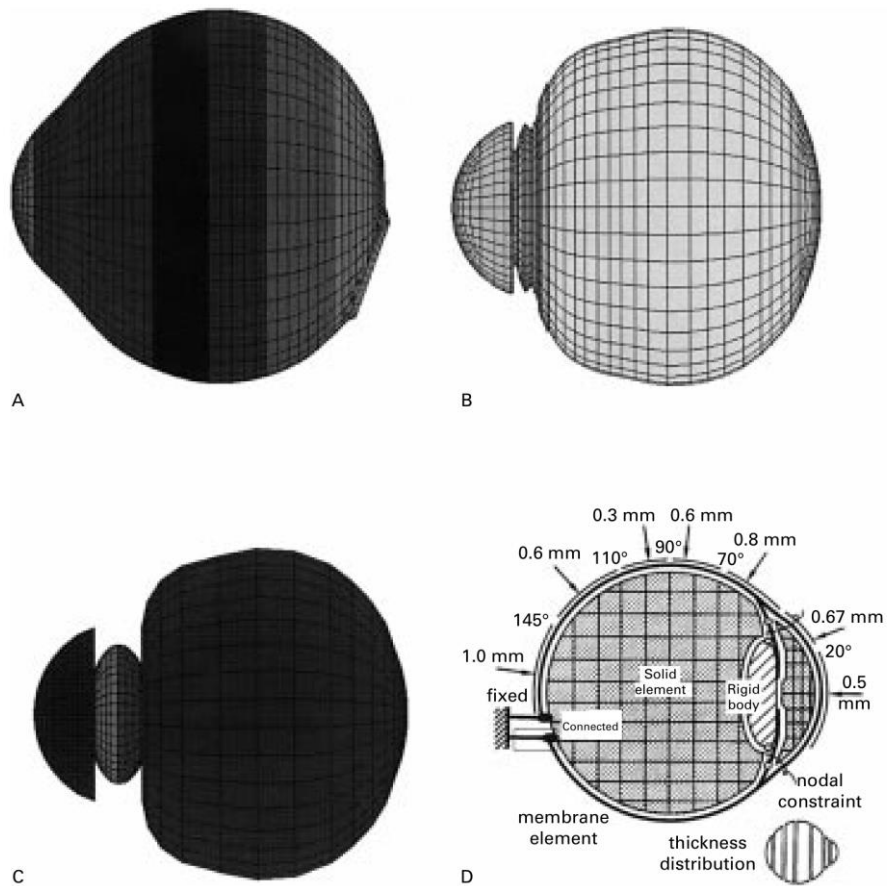 A
B
0.3 mm
0.6 mm
0.6 mm
110°
90°
70°
0.8 mm
145°
0.67 mm
20°
1.0 mm
fixed
Solid
element
Rigid
body
0.5
mm
Connected
nodal
constraint
membrane
element
thickness
distribution
C
D